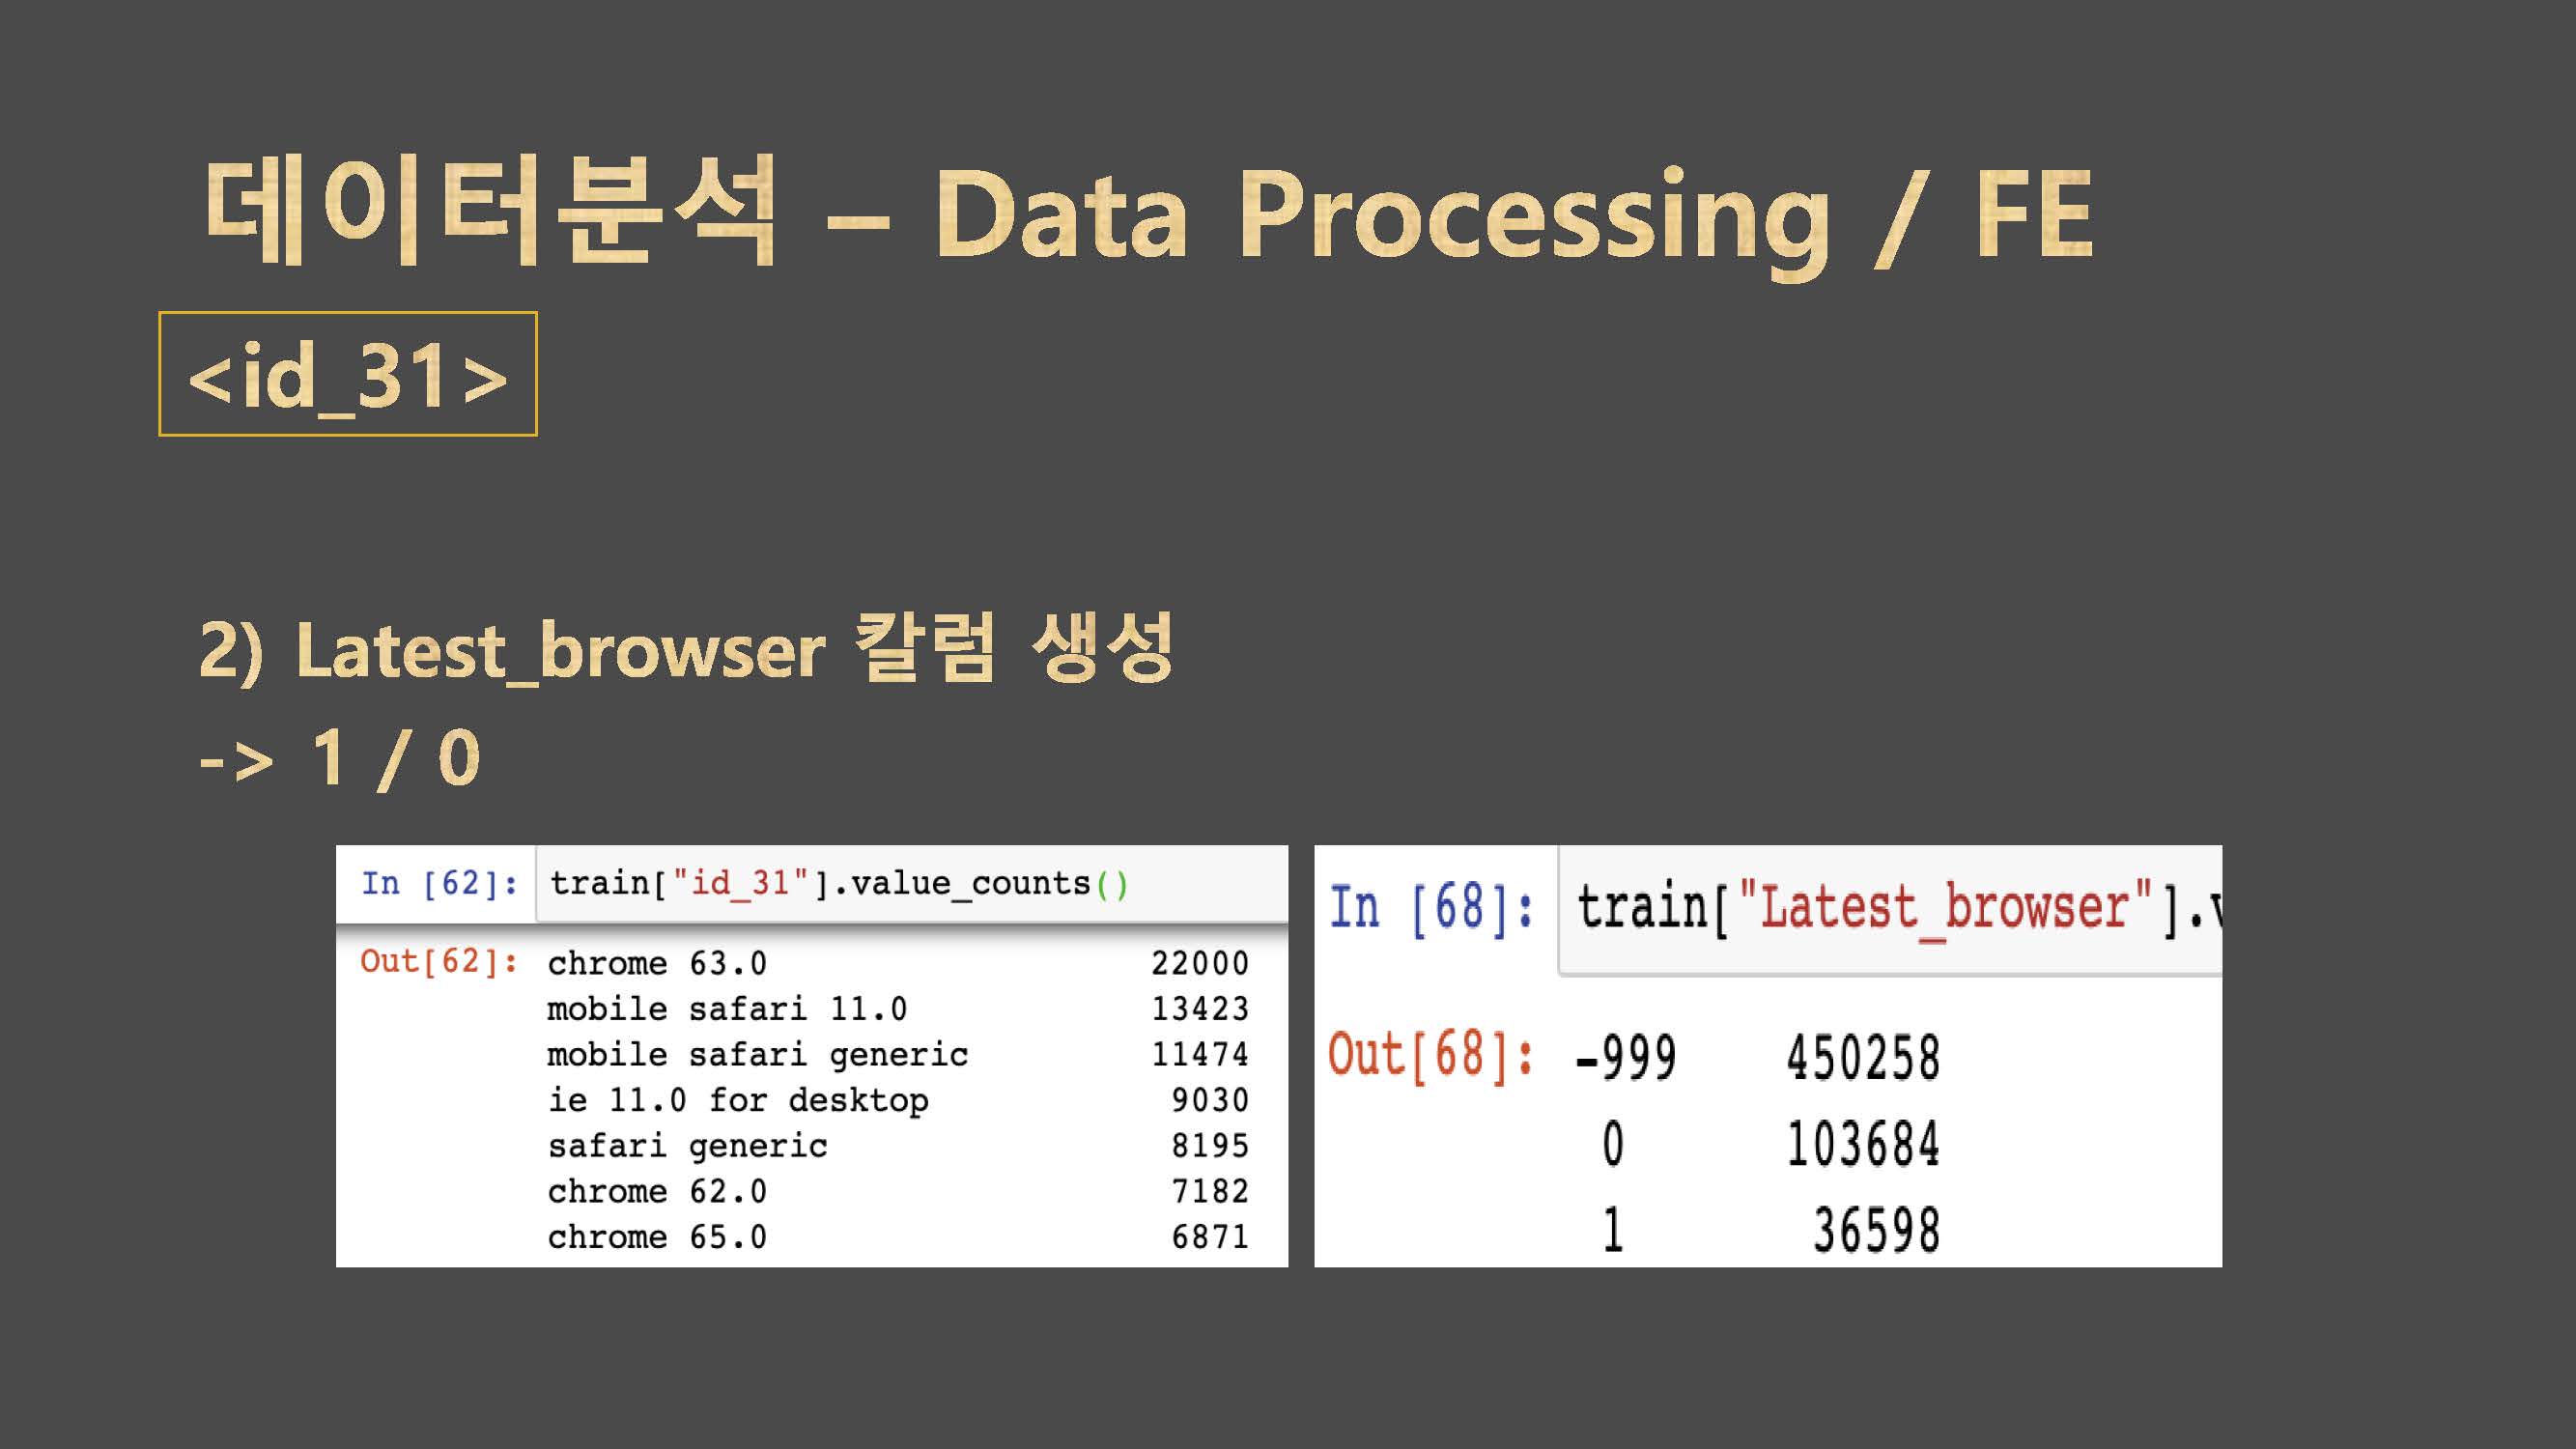 데이터분석 – Data Processing / FE
<id_31>
2) Latest_browser 칼럼 생성
-> 1 / 0
In [62]: train["id_31"].value_counts()
Out[62]: chrome 63.0 22000
mobile safari 11.0 13423
mobile safari generic 11474
ie 11.0 for desktop 9030
safari generic 8195
chrome 62.0 7182
chrome 65.0 6871
In [68]: train["Latest_browser"].v
Out[68]: -999 450258
0 103684
1 36598